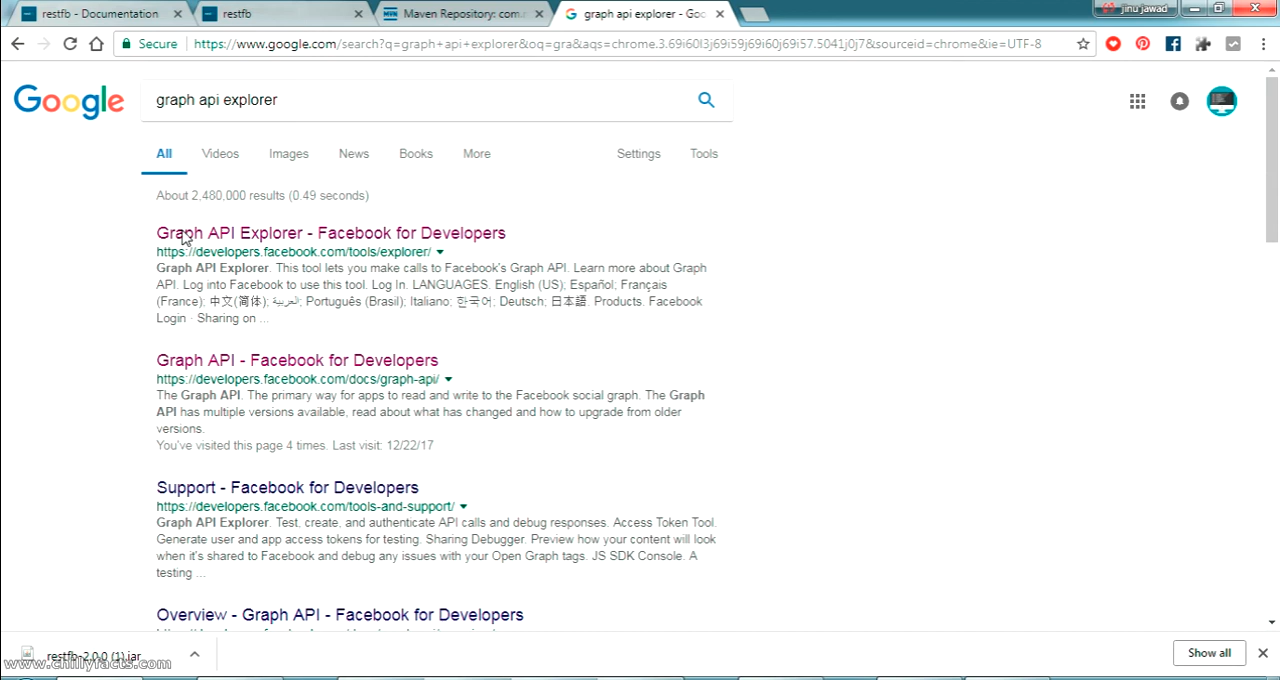 restfb - Documentation
restfb
Maven Repository: com.
graph api explorer - Goo
jinu jawad
Secure
https://www.google.com/search?q=graph+api+explorer&oq=gra&aqs=chrome.3.69i60l3j69i59j69i60j69i57.5041j0j7&sourceid=chrome&ie=UTF-8
Google
graph api explorer
All
Videos
Images
News
Books
More
Settings
Tools
About 2,480,000 results (0.49 seconds)
Graph API Explorer - Facebook for Developers
https://developers.facebook.com/tools/explorer/
Graph API Explorer. This tool lets you make calls to Facebook's Graph API. Learn more about Graph
API. Log into Facebook to use this tool. Log In. LANGUAGES. English (US); Español; Français
(France); 中文(简体); العربية; Português (Brasil); Italiano; 한국어; Deutsch; 日本語. Products. Facebook
Login · Sharing on ...
Graph API - Facebook for Developers
https://developers.facebook.com/docs/graph-api/
The Graph API. The primary way for apps to read and write to the Facebook social graph. The Graph
API has multiple versions available, read about what has changed and how to upgrade from older
versions.
You've visited this page 4 times. Last visit: 12/22/17
Support - Facebook for Developers
https://developers.facebook.com/tools-and-support/
Graph API Explorer. Test, create, and authenticate API calls and debug responses. Access Token Tool.
Generate user and app access tokens for testing. Sharing Debugger. Preview how your content will look
when it's shared to Facebook and debug any issues with your Open Graph tags. JS SDK Console. A
testing ...
Overview - Graph API - Facebook for Developers
restfb-2.0.0 (1).jar
www.chillyfacts.com
Show all